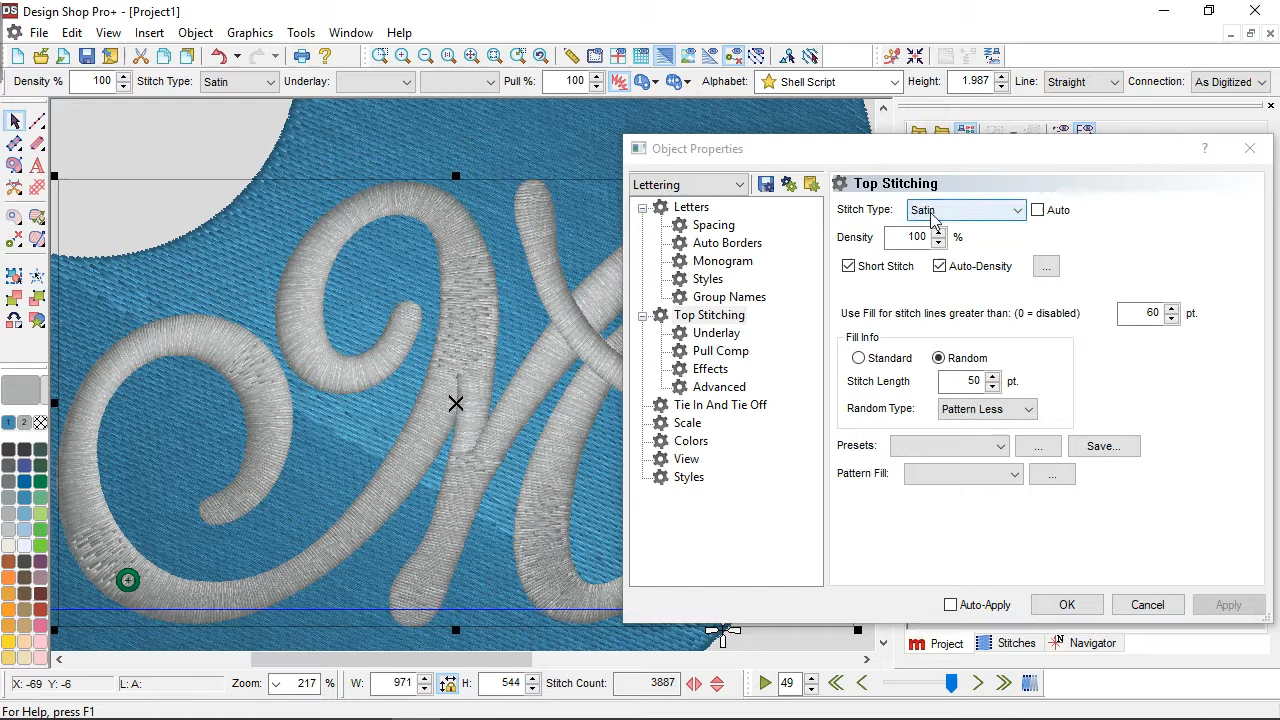 DS Design Shop Pro+ - [Project1]
File Edit View Insert Object Graphics Tools Window Help
Density % 100 Stitch Type: Satin Underlay: Pull %: 100 Alphabet: Shell Script Height: 1.987 Line: Straight Connection: As Digitized
Object Properties ?
Lettering
Top Stitching
Letters
Spacing
Auto Borders
Monogram
Styles
Group Names
Top Stitching
Underlay
Pull Comp
Effects
Advanced
Tie In And Tie Off
Scale
Colors
View
Styles
Stitch Type: Satin Auto
Density 100 %
Short Stitch Auto-Density ...
Use Fill for stitch lines greater than: (0 = disabled) 60 pt.
Fill Info
Standard Random
Stitch Length 50 pt.
Random Type: Pattern Less
Presets: ... Save...
Pattern Fill: ...
Auto-Apply OK Cancel Apply
1 2
Project Stitches Navigator
X: -69 Y: -6 L: A: Zoom: 217 % W: 971 H: 544 Stitch Count: 3887 49
For Help, press F1